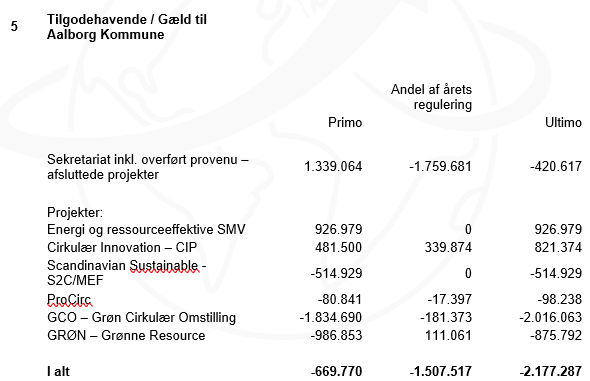 5 Tilgodehavende / Gæld til
Aalborg Kommune
Andel af årets
regulering
Primo Ultimo
Sekretariat inkl. overført provenu –
afsluttede projekter 1.339.064 -1.759.681 -420.617
Projekter:
Energi og ressourceeffektive SMV 926.979 0 926.979
Cirkulær Innovation – CIP 481.500 339.874 821.374
Scandinavian Sustainable -
S2C/MEF -514.929 0 -514.929
ProCirc -80.841 -17.397 -98.238
GCO – Grøn Cirkulær Omstilling -1.834.690 -181.373 -2.016.063
GRØN – Grønne Resource -986.853 111.061 -875.792
I alt -669.770 -1.507.517 -2.177.287